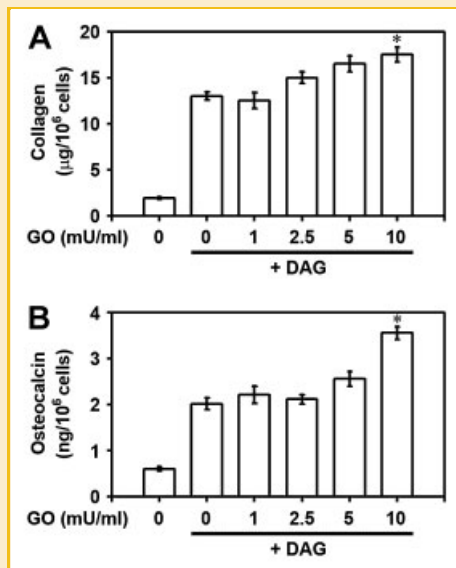 A
Collagen
(μg/10⁶ cells)
20
15
10
5
0
*
GO (mU/ml) 0 0 1 2.5 5 10
+ DAG
B
Osteocalcin
(ng/10⁶ cells)
4
3
2
1
0
*
GO (mU/ml) 0 0 1 2.5 5 10
+ DAG